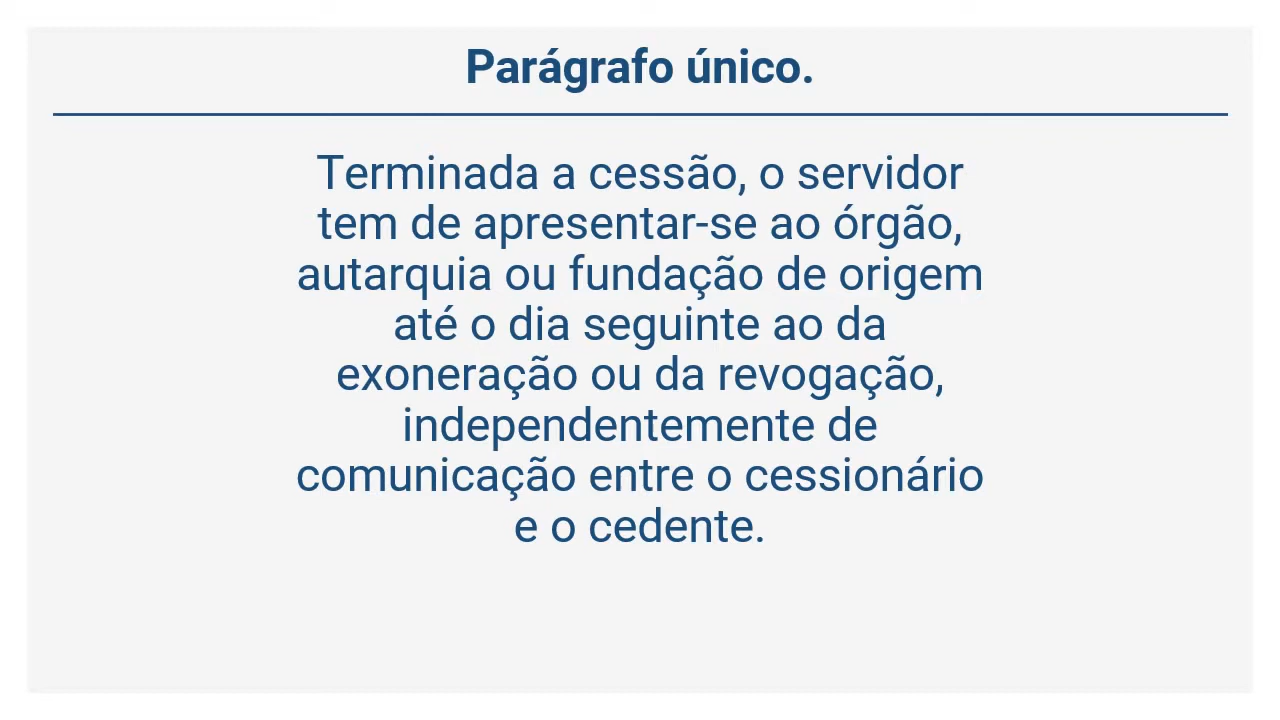 Parágrafo único.
Terminada a cessão, o servidor
tem de apresentar-se ao órgão,
autarquia ou fundação de origem
até o dia seguinte ao da
exoneração ou da revogação,
independentemente de
comunicação entre o cessionário
e o cedente.